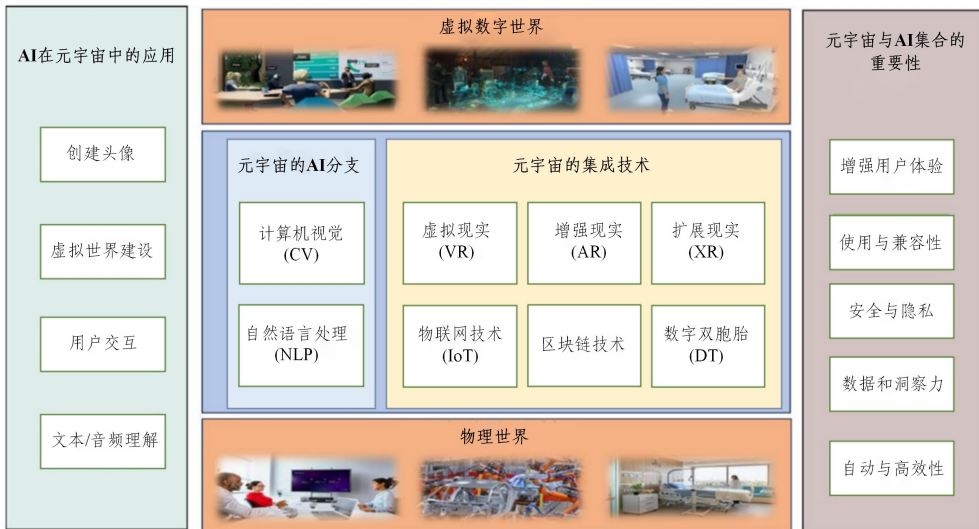 AI在元宇宙中的应用
创建头像
虚拟世界建设
用户交互
文本/音频理解
虚拟数字世界
元宇宙的AI分支
计算机视觉
(CV)
自然语言处理
(NLP)
元宇宙的集成技术
虚拟现实
(VR)
增强现实
(AR)
扩展现实
(XR)
物联网技术
(IoT)
区块链技术
数字双胞胎
(DT)
物理世界
元宇宙与AI集合的
重要性
增强用户体验
使用与兼容性
安全与隐私
数据和洞察力
自动与高效性